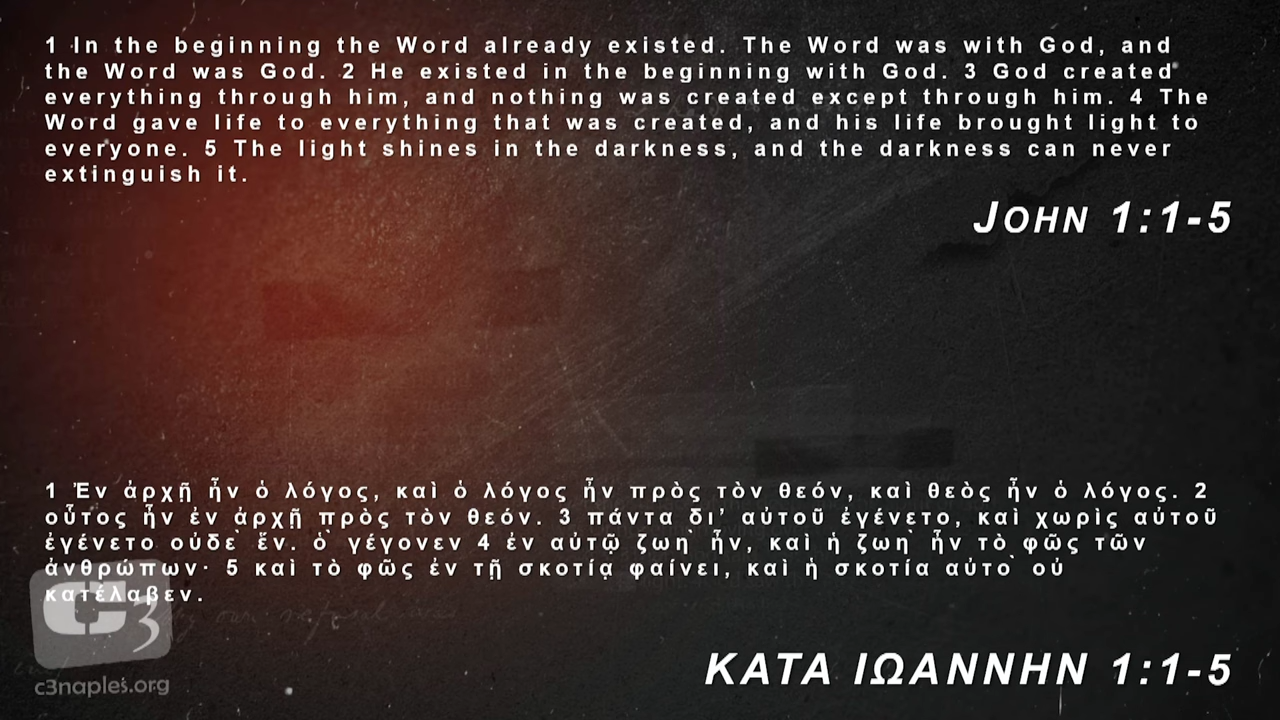 1 In the beginning the Word already existed. The Word was with God, and
the Word was God. 2 He existed in the beginning with God. 3 God created
everything through him, and nothing was created except through him. 4 The
Word gave life to everything that was created, and his life brought light to
everyone. 5 The light shines in the darkness, and the darkness can never
extinguish it.
JOHN 1:1-5
1 Ἐν ἀρχῇ ἦν ὁ λόγος, καὶ ὁ λόγος ἦν πρὸς τὸν θεόν, καὶ θεὸς ἦν ὁ λόγος. 2
οὗτος ἦν ἐν ἀρχῇ πρὸς τὸν θεόν. 3 πάντα δι’ αὐτοῦ ἐγένετο, καὶ χωρὶς αὐτοῦ
ἐγένετο οὐδὲ ἕν. ὃ γέγονεν 4 ἐν αὐτῷ ζωὴ ἦν, καὶ ἡ ζωὴ ἦν τὸ φῶς τῶν
ἀνθρώπων· 5 καὶ τὸ φῶς ἐν τῇ σκοτίᾳ φαίνει, καὶ ἡ σκοτία αὐτὸ οὐ
κατέλαβεν.
C3
c3naples.org
ΚΑΤΑ ΙΩΑΝΝΗΝ 1:1-5